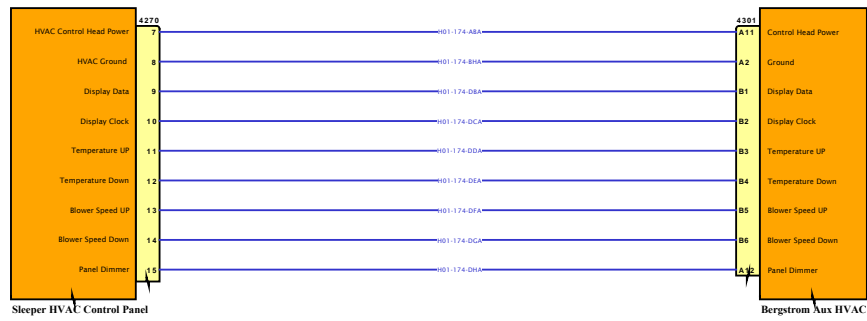 4270 4301
HVAC Control Head Power 7 H01-174-ABA A11 Control Head Power
HVAC Ground 8 H01-174-BHA A2 Ground
Display Data 9 H01-174-DBA B1 Display Data
Display Clock 10 H01-174-DCA B2 Display Clock
Temperature UP 11 H01-174-DDA B3 Temperature UP
Temperature Down 12 H01-174-DEA B4 Temperature Down
Blower Speed UP 13 H01-174-DFA B5 Blower Speed UP
Blower Speed Down 14 H01-174-DGA B6 Blower Speed Down
Panel Dimmer 15 H01-174-DHA A12 Panel Dimmer
Sleeper HVAC Control Panel Bergstrom Aux HVAC